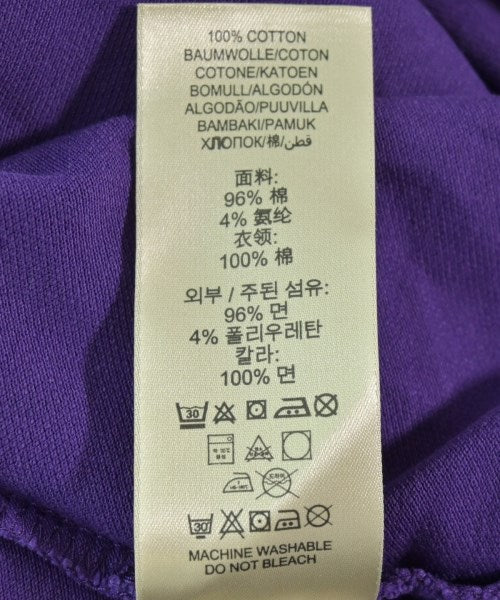 100% COTTON
BAUMWOLLE/COTON
COTONE/KATOEN
BOMULL/ALGODÓN
ALGODÃO/PUUVILLA
BAMBAKI/PAMUK
ХЛОПОК/棉/قطن/
面料:
96% 棉
4% 氨纶
衣领:
100% 棉
외부 / 주된 섬유:
96% 면
4% 폴리우레탄
칼라:
100% 면
30
30
MACHINE WASHABLE
DO NOT BLEACH